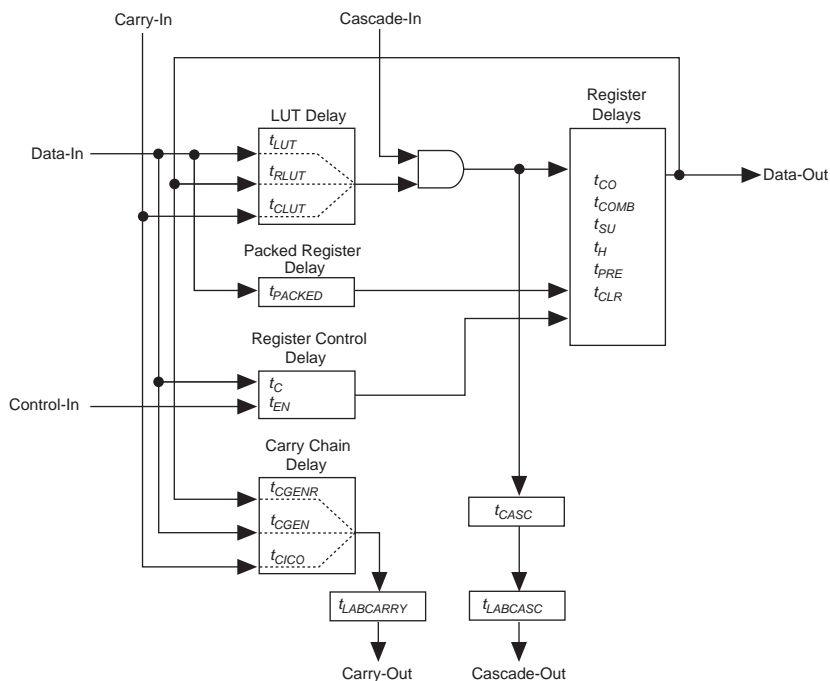 Carry-In
Cascade-In
LUT Delay
Register
Delays
Data-In
tLUT
tRLUT
tCLUT
Data-Out
tCO
tCOMB
tSU
tH
tPRE
tCLR
Packed Register
Delay
tPACKED
Register Control
Delay
tC
tEN
Control-In
Carry Chain
Delay
tCGENR
tCGEN
tCICO
tCASC
tLABCARRY
tLABCASC
Carry-Out
Cascade-Out